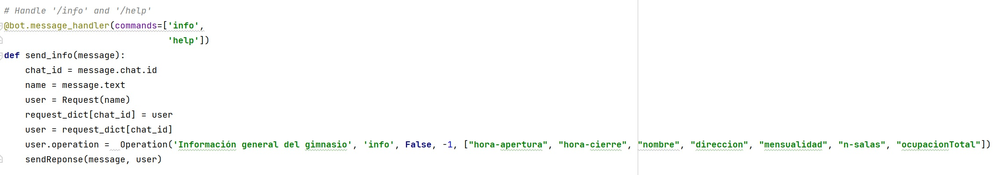 # Handle '/info' and '/help'
@bot.message_handler(commands=['info',
                               'help'])
def send_info(message):
    chat_id = message.chat.id
    name = message.text
    user = Request(name)
    request_dict[chat_id] = user
    user = request_dict[chat_id]
    user.operation =  Operation('Información general del gimnasio', 'info', False, -1, ["hora-apertura", "hora-cierre", "nombre", "direccion", "mensualidad", "n-salas", "ocupacionTotal"])
    sendReponse(message, user)